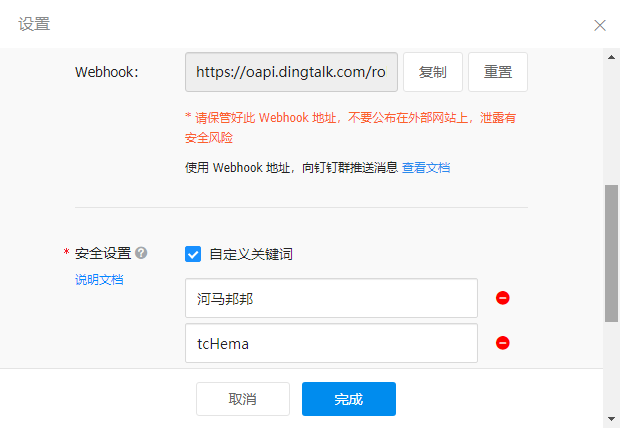 设置
Webhook： https://oapi.dingtalk.com/ro 复制 重置
* 请保管好此 Webhook 地址，不要公布在外部网站上，泄露有
安全风险
使用 Webhook 地址，向钉钉群推送消息 查看文档
* 安全设置 ? 自定义关键词
说明文档
河马邦邦
tcHema
取消 完成